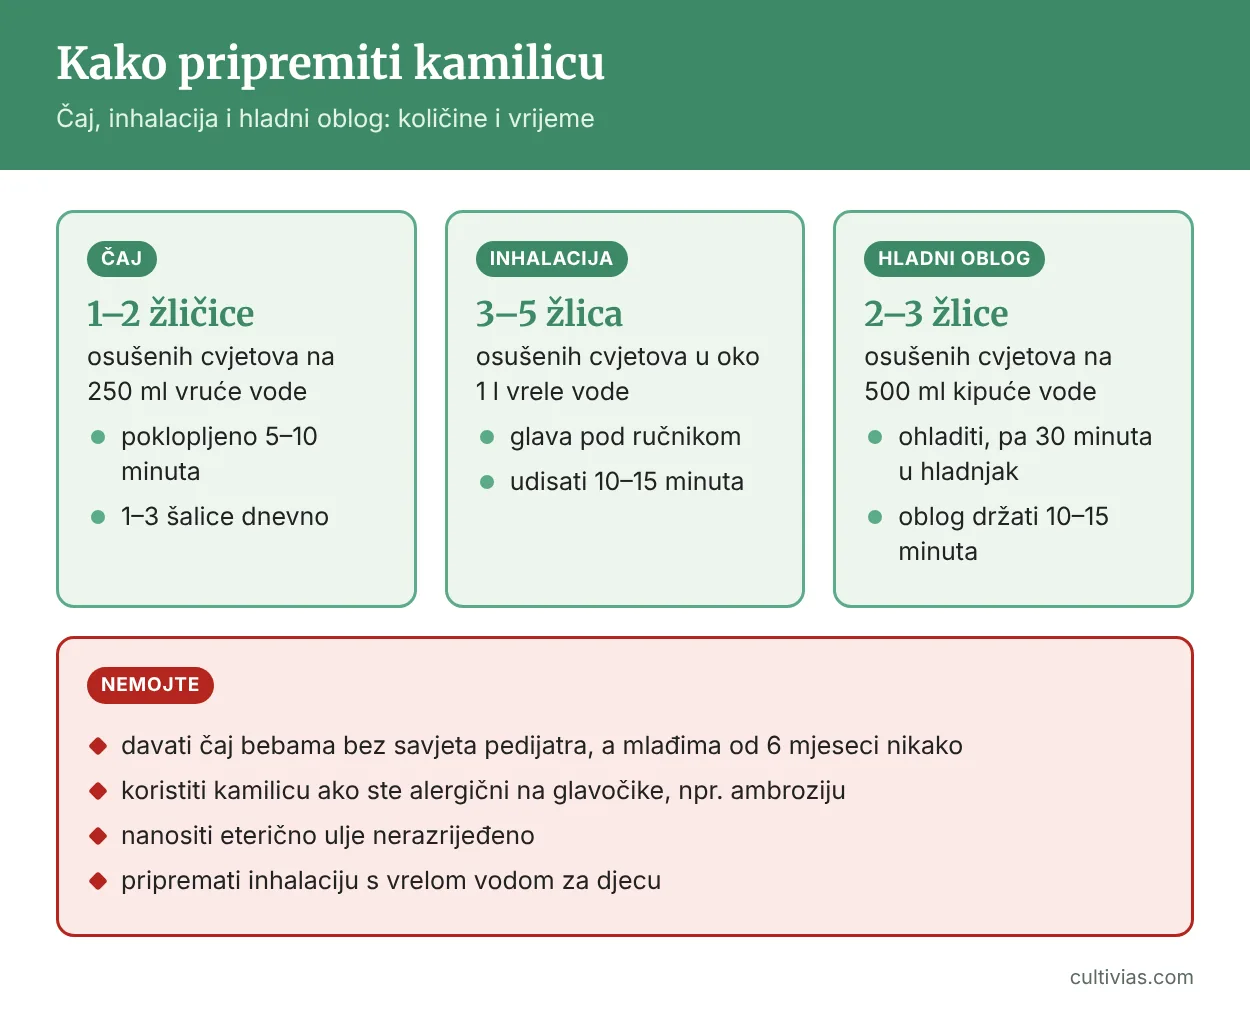 Kako pripremiti kamilicu
Čaj, inhalacija i hladni oblog: količine i vrijeme
ČAJ
1–2 žličice
osušenih cvjetova na
250 ml vruće vode
poklopljeno 5–10
minuta
1–3 šalice dnevno
INHALACIJA
3–5 žlica
osušenih cvjetova u oko
1 l vrele vode
glava pod ručnikom
udisati 10–15 minuta
HLADNI OBLOG
2–3 žlice
osušenih cvjetova na
500 ml kipuće vode
ohladiti, pa 30 minuta
u hladnjak
oblog držati 10–15
minuta
NEMOJTE
davati čaj bebama bez savjeta pedijatra, a mlađima od 6 mjeseci nikako
koristiti kamilicu ako ste alergični na glavočike, npr. ambroziju
nanositi eterično ulje nerazrijeđeno
pripremati inhalaciju s vrelom vodom za djecu
cultivias.com